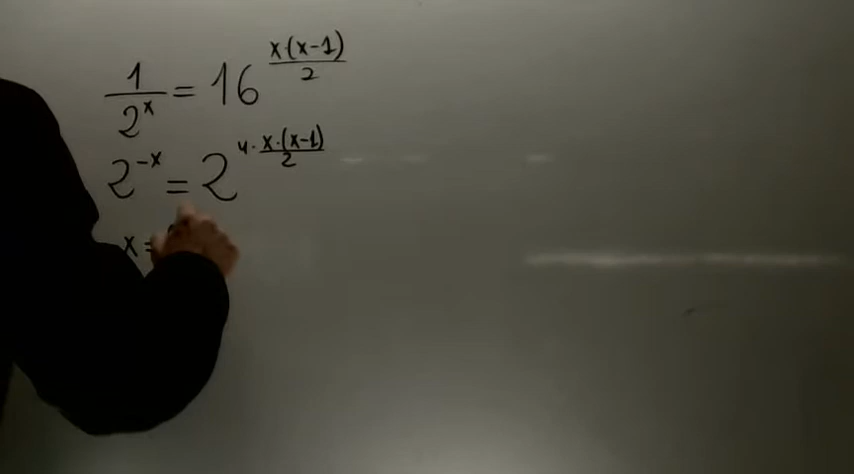 1/2^x = 16^(x·(x-1)/2)
2^-x = 2^(4·x·(x-1)/2)
x =